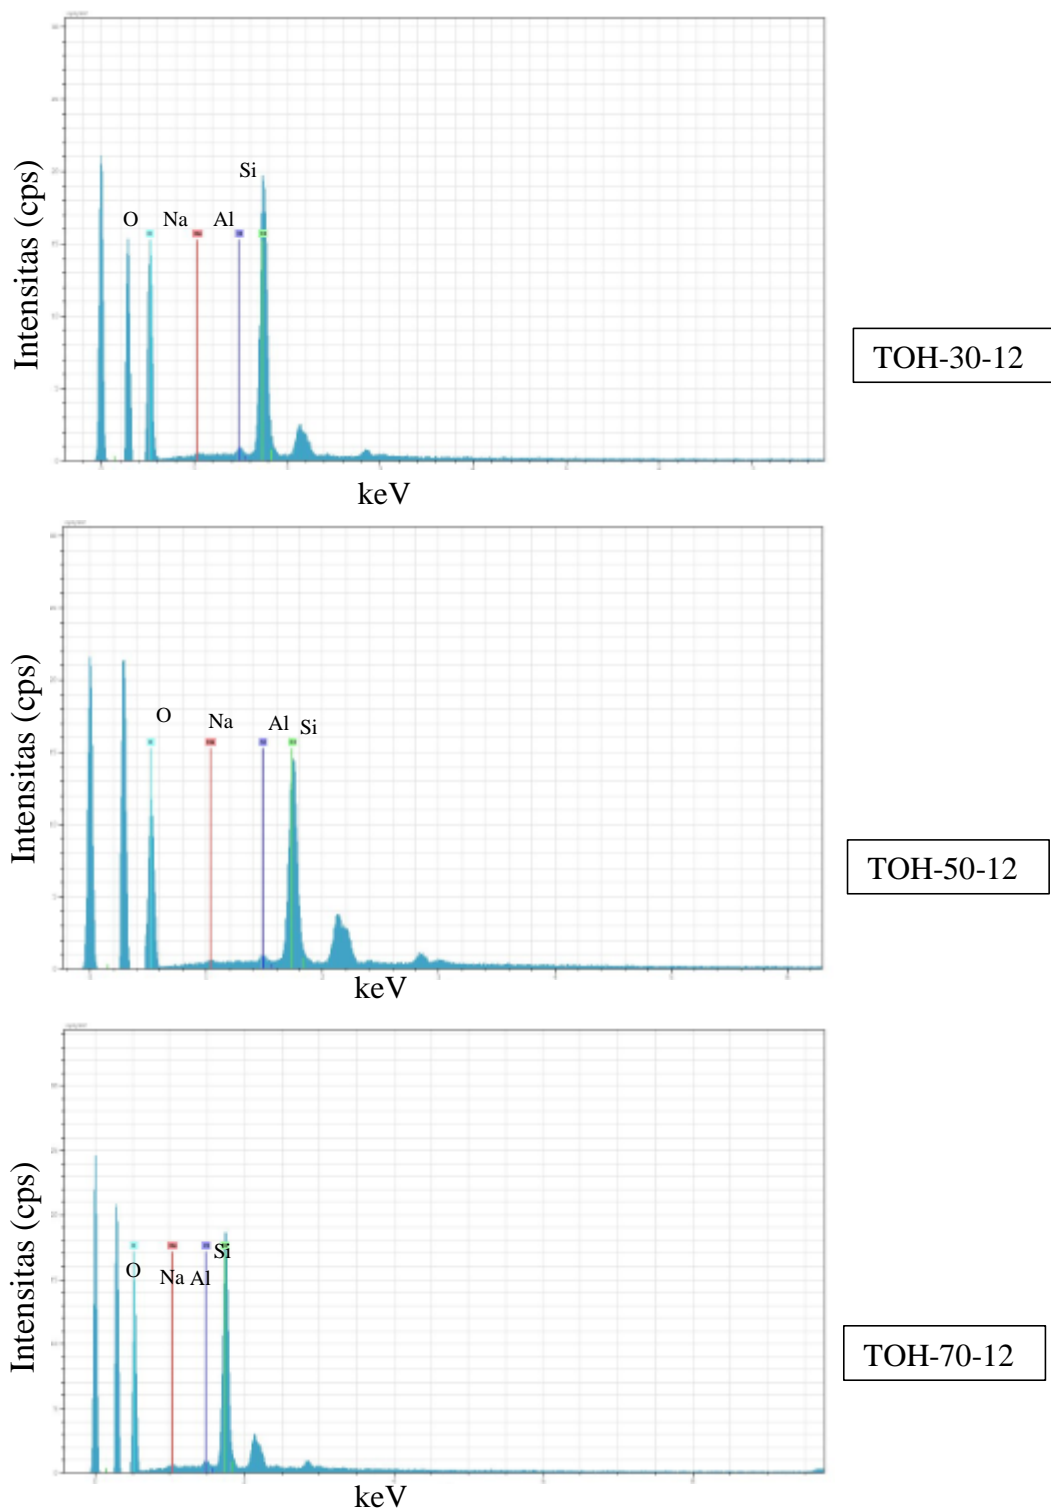 Si
O
Na
Al
Intensitas (cps)
TOH-30-12
keV
O
Na
Al
Si
Intensitas (cps)
TOH-50-12
keV
Si
O
Na
Al
Intensitas (cps)
TOH-70-12
keV